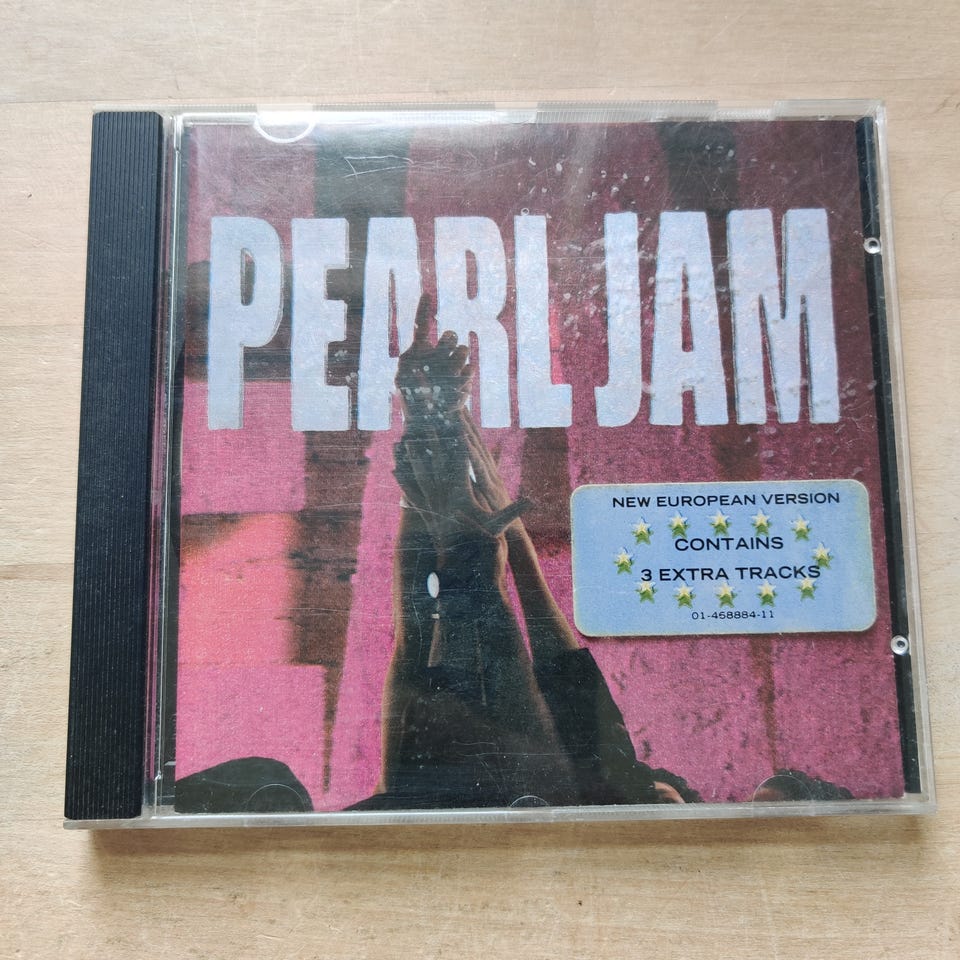 PEARL JAM
NEW EUROPEAN VERSION
CONTAINS
3 EXTRA TRACKS
01-468884-11